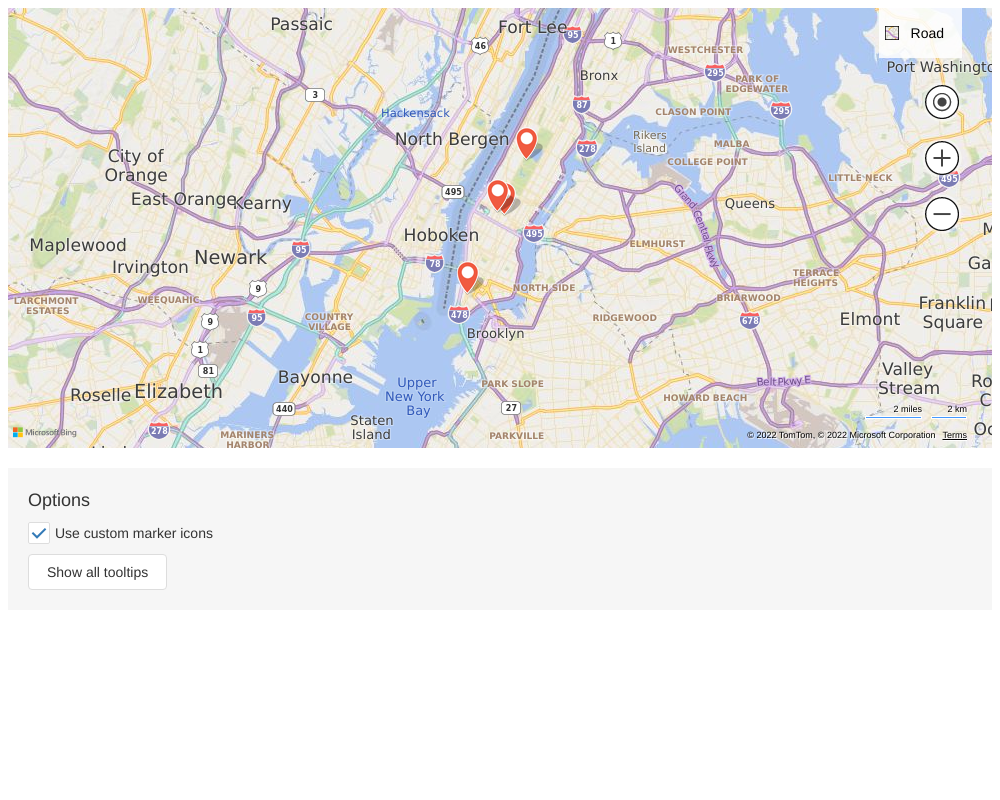 Passaic
Fort Lee
95
1
46
Road
WESTCHESTER
Port Washingto
Bronx
295
PARK OF
EDGEWATER
3
87
Hackensack
CLASON POINT
295
North Bergen
Rikers
Island
278
MALBA
COLLEGE POINT
City of
Orange
LITTLE NECK
495
495
East Orange
Kearny
Grand Central Pkwy
Queens
Hoboken
495
Maplewood
Newark
95
ELMHURST
Irvington
78
TERRACE
HEIGHTS
Ga
9
NORTH SIDE
LARCHMONT
ESTATES
WEEQUAHIC
BRIARWOOD
Franklin
Square
9
95
COUNTRY
VILLAGE
478
RIDGEWOOD
678
Elmont
Brooklyn
1
81
Bayonne
Upper
New York
Bay
PARK SLOPE
Belt Pkwy E
Valley
Stream
Roselle
Elizabeth
HOWARD BEACH
Ro
440
27
2 miles
2 km
278
Staten
Island
MARINERS
HARBOR
PARKVILLE
Microsoft Bing
© 2022 TomTom, © 2022 Microsoft Corporation
Terms
Options
Use custom marker icons
Show all tooltips